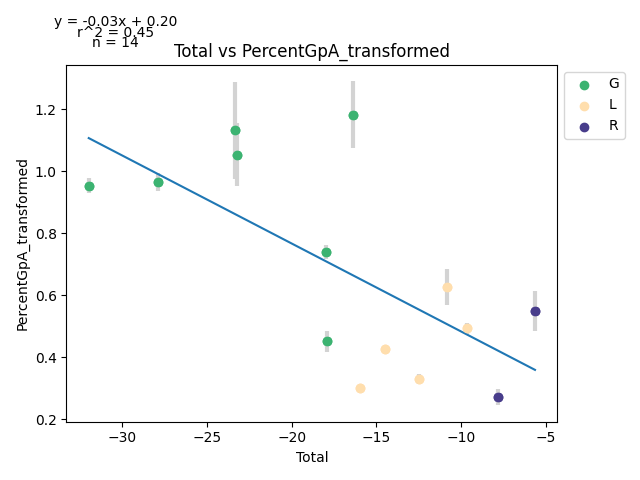 y = -0.03x + 0.20
r^2 = 0.45
n = 14
Total vs PercentGpA_transformed
G
L
R
PercentGpA_transformed
1.2
1.0
0.8
0.6
0.4
0.2
−30 −25 −20 −15 −10 −5
Total